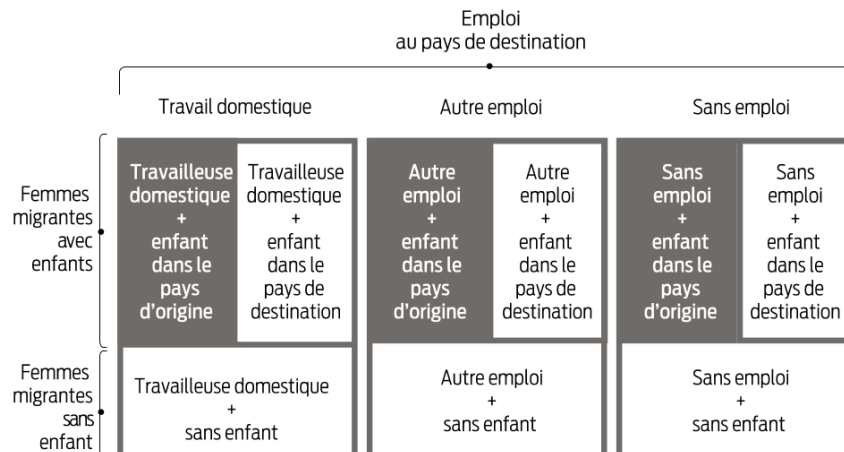 Emploi
au pays de destination
Travail domestique
Autre emploi
Sans emploi
Femmes
migrantes
avec
enfants
Travailleuse
domestique
+
enfant
dans le
pays
d'origine
Travailleuse
domestique
+
enfant
dans le
pays de
destination
Autre
emploi
+
enfant
dans le
pays
d'origine
Autre
emploi
+
enfant
dans le
pays de
destination
Sans
emploi
+
enfant
dans le
pays
d'origine
Sans
emploi
+
enfant
dans le
pays de
destination
Femmes
migrantes
sans
enfant
Travailleuse domestique
+
sans enfant
Autre emploi
+
sans enfant
Sans emploi
+
sans enfant